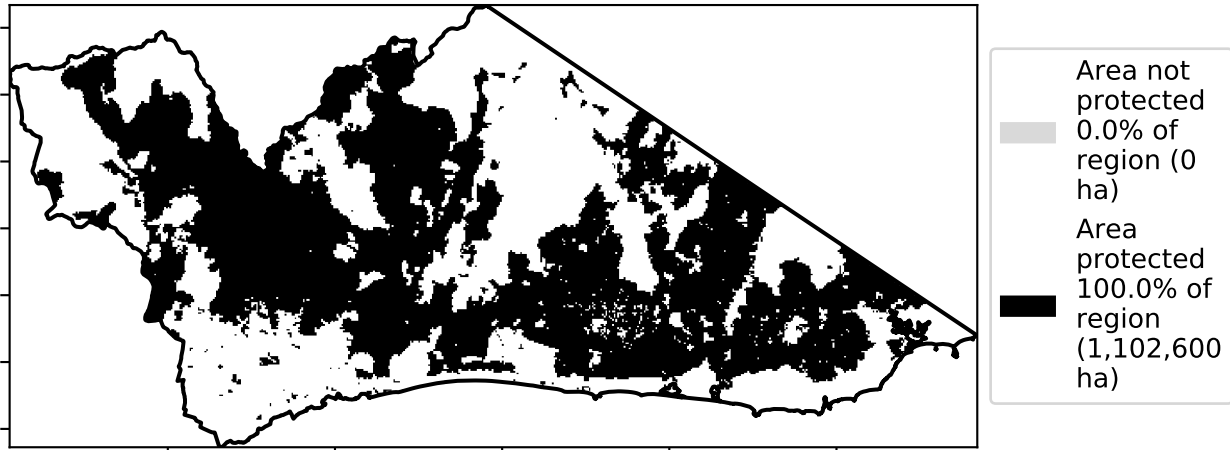 Area not
protected
0.0% of
region (0
ha)
Area
protected
100.0% of
region
(1,102,600
ha)